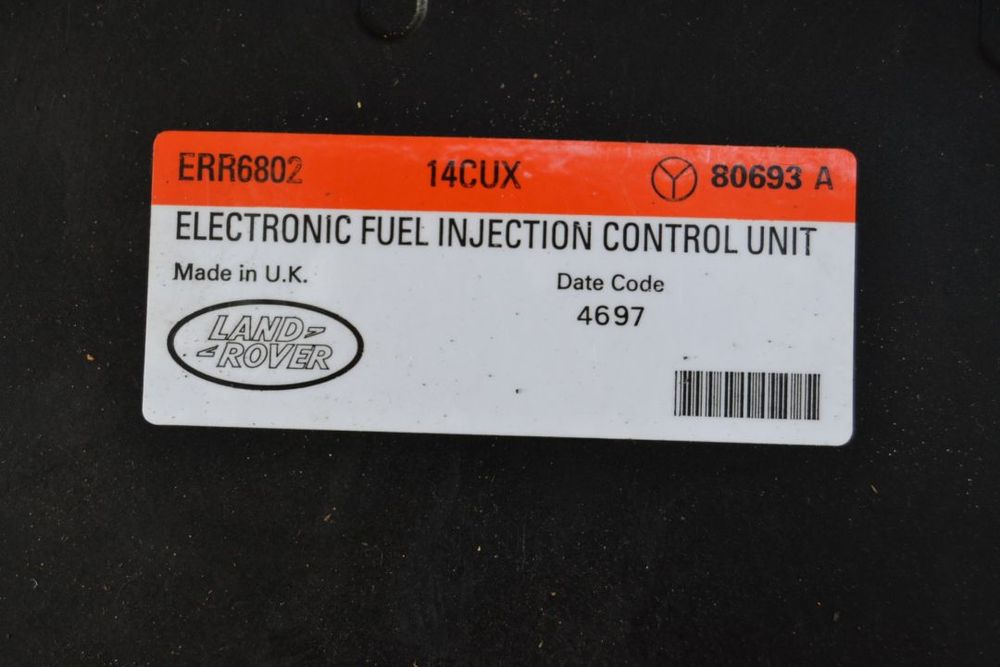 ERR6802 14CUX 80693 A
ELECTRONIC FUEL INJECTION CONTROL UNIT
Made in U.K.
Date Code
4697
LAND
ROVER